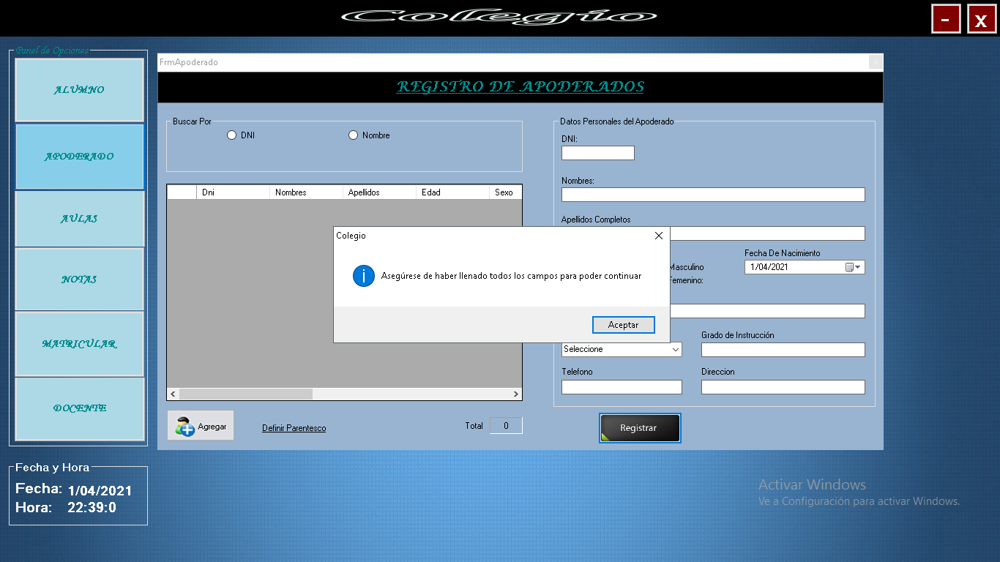 Colegio
- X
Panel de Opciones
ALUMNO
APODERADO
AULAS
NOTAS
MATRICULAR
DOCENTE
Fecha y Hora
Fecha: 1/04/2021
Hora: 22:39:0
FrmApoderado
REGISTRO DE APODERADOS
Buscar Por
DNI Nombre
Dni Nombres Apellidos Edad Sexo
Agregar
Definir Parentesco
Total 0
Datos Personales del Apoderado
DNI:
Nombres:
Apellidos Completos
Fecha De Nacimiento
Masculino 1/04/2021
Femenino:
Grado de Instrucción
Seleccione
Telefono Direccion
Registrar
Colegio
Asegúrese de haber llenado todos los campos para poder continuar
Aceptar
Activar Windows
Ve a Configuración para activar Windows.